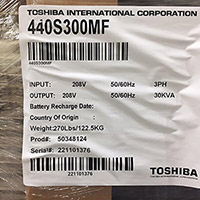 TOSHIBA INTERNATIONAL CORPORATION
440S300MF
440S300MF
INPUT: 208V 50/60Hz 3PH
OUTPUT: 208V 50/60Hz 30KVA
Battery Recharge Date:
Country Of Origin :
Weight:270Lbs/122.5KG
Prod#: 50348124
Serial: 221101376
TOSHIBA
221101376